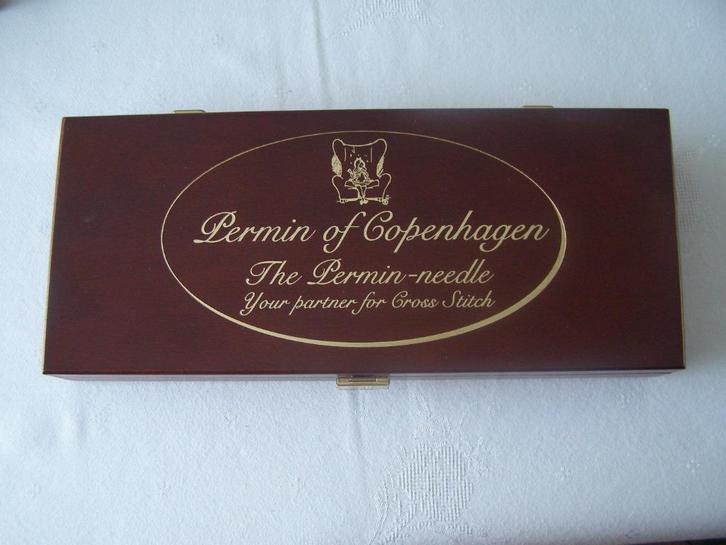 Permin of Copenhagen
The Permin-needle
Your partner for Cross Stitch